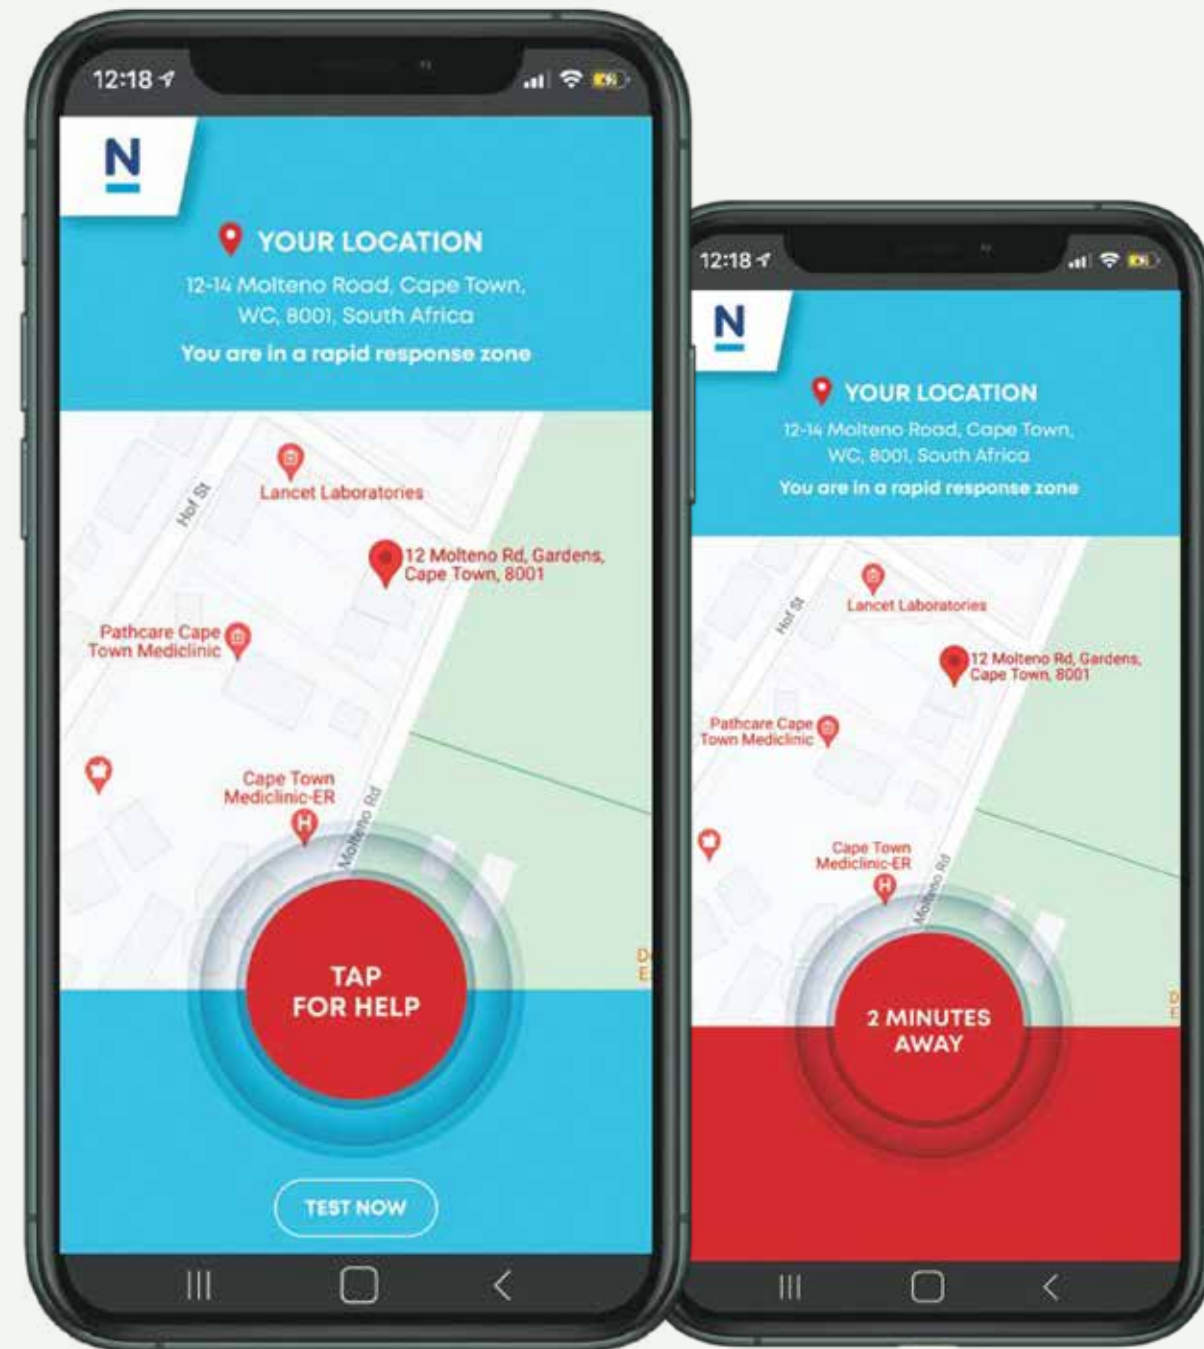 12:18
N
YOUR LOCATION
12-14 Molteno Road, Cape Town,
WC, 8001, South Africa
You are in a rapid response zone
Hof St
Lancet Laboratories
12 Molteno Rd, Gardens,
Cape Town, 8001
Pathcare Cape
Town Mediclinic
Cape Town
Mediclinic-ER
H
Molteno Rd
TAP
FOR HELP
TEST NOW
12:18
N
YOUR LOCATION
12-14 Molteno Road, Cape Town,
WC, 8001, South Africa
You are in a rapid response zone
Hof St
Lancet Laboratories
12 Molteno Rd, Gardens,
Cape Town, 8001
Pathcare Cape
Town Mediclinic
Cape Town
Mediclinic-ER
H
Molteno Rd
2 MINUTES
AWAY